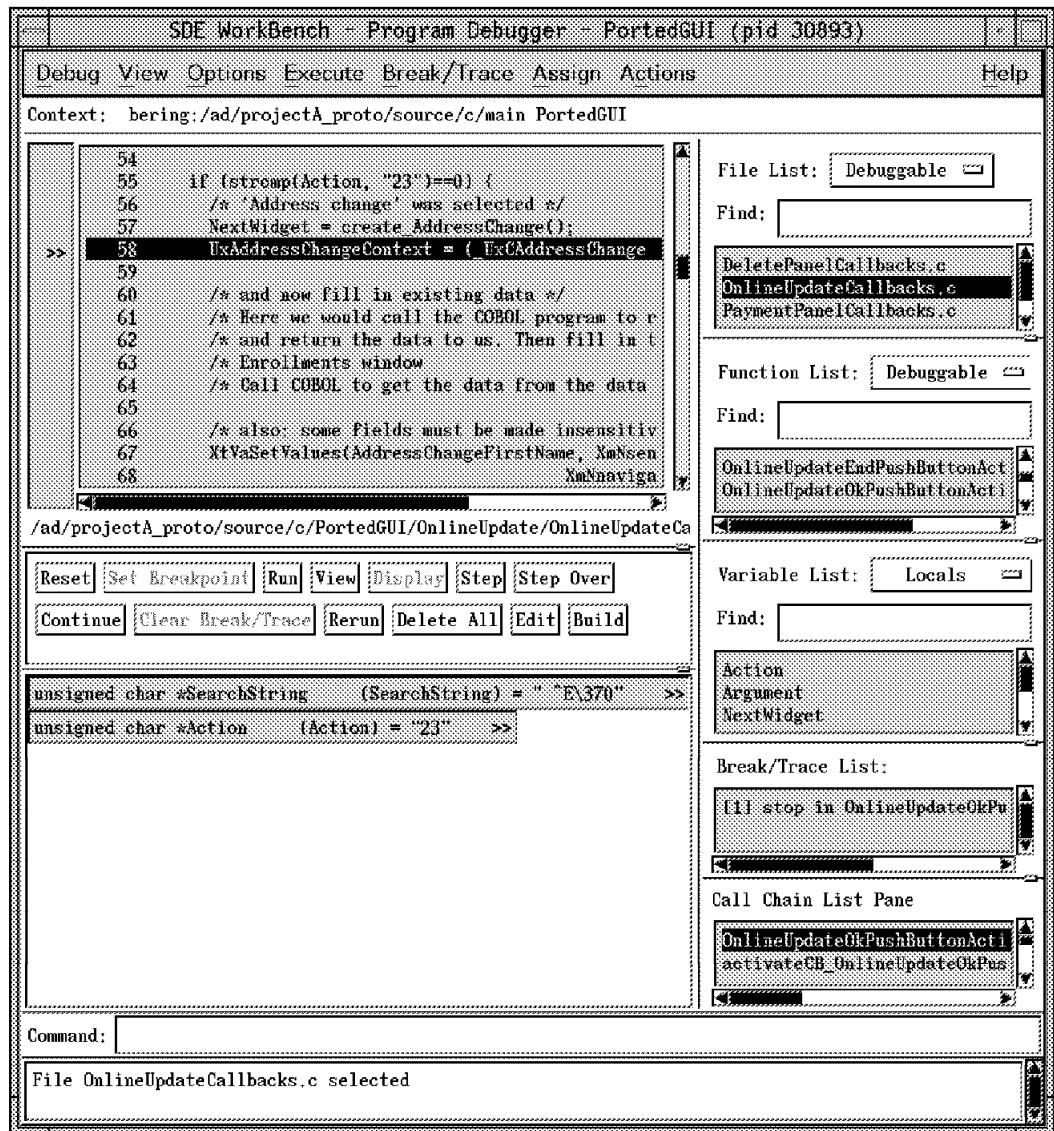 SDE WorkBench - Program Debugger - PortedGUI (pid 30893)
Debug View Options Execute Break/Trace Assign Actions Help
Context: bering:/ad/projectA_proto/source/c/main PortedGUI
54
55 if (strcmp(Action, "23")==0) {
56 /* 'Address change' was selected */
57 NextWidget = create_AddressChange();
>> 58 UxAddressChangeContext = (_UxCAddressChange
59
60 /* and now fill in existing data */
61 /* Here we would call the COBOL program to r
62 /* and return the data to us. Then fill in t
63 /* Enrollments window
64 /* Call COBOL to get the data from the data
65
66 /* also: some fields must be made insensitiv
67 XtVaSetValues(AddressChangeFirstName, XmNsen
68 XmNnaviga
/ad/projectA_proto/source/c/PortedGUI/OnlineUpdate/OnlineUpdateCa
Reset Set Breakpoint Run View Display Step Step Over
Continue Clear Break/Trace Rerun Delete All Edit Build
unsigned char *SearchString (SearchString) = " ^E\370" >>
unsigned char *Action (Action) = "23" >>
File List: Debuggable
Find:
DeletePanelCallbacks.c
OnlineUpdateCallbacks.c
PaymentPanelCallbacks.c
Function List: Debuggable
Find:
OnlineUpdateEndPushButtonAct
OnlineUpdateOkPushButtonActi
Variable List: Locals
Find:
Action
Argument
NextWidget
Break/Trace List:
[1] stop in OnlineUpdateOkPu
Call Chain List Pane
OnlineUpdateOkPushButtonActi
activateCB_OnlineUpdateOkPus
Command:
File OnlineUpdateCallbacks.c selected